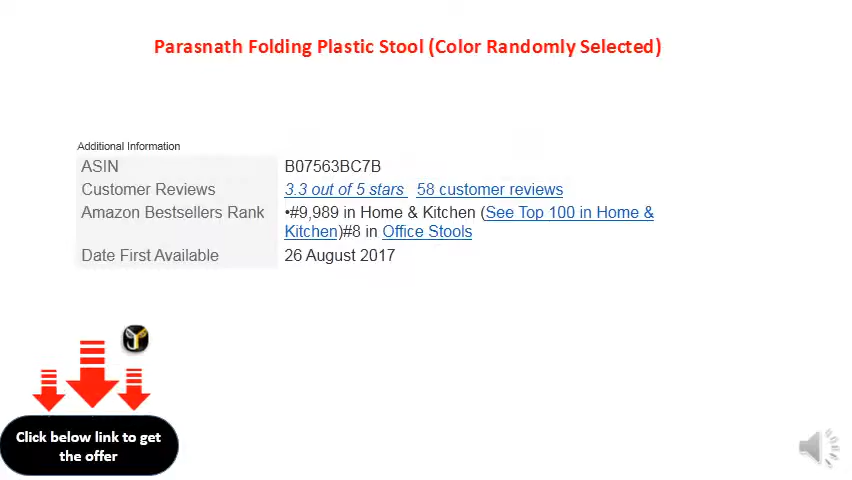 Parasnath Folding Plastic Stool (Color Randomly Selected)
Additional Information
ASIN B07563BC7B
Customer Reviews 3.3 out of 5 stars 58 customer reviews
Amazon Bestsellers Rank •#9,989 in Home & Kitchen (See Top 100 in Home &
Kitchen)#8 in Office Stools
Date First Available 26 August 2017
Click below link to get
the offer